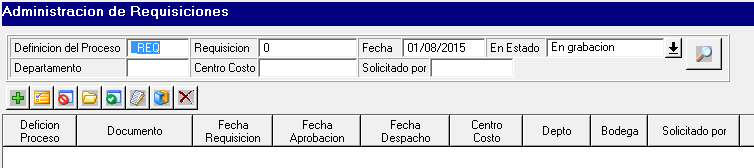 Administracion de Requisiciones
Definicion del Proceso _REQ Requisicion 0 Fecha 01/08/2015 En Estado En grabacion
Departamento Centro Costo Solicitado por
Deficion Proceso Documento Fecha Requisicion Fecha Aprobacion Fecha Despacho Centro Costo Depto Bodega Solicitado por